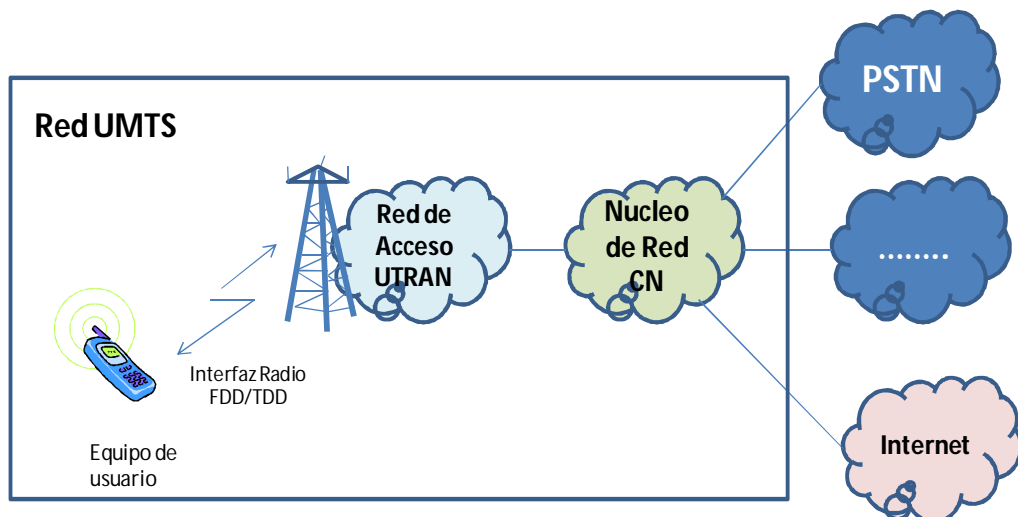 PSTN
Red UMTS
Red de
Acceso
UTRAN
Nucleo
de Red
CN
........
Interfaz Radio
FDD/TDD
Internet
Equipo de
usuario